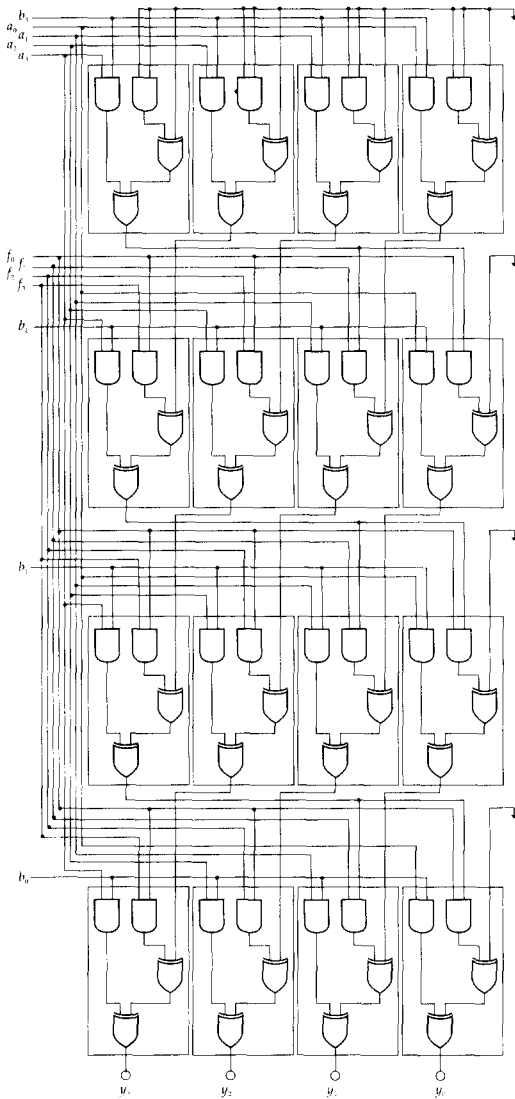 b₃
a₀
a₁
a₂
a₃
f₀
f₁
f₂
f₃
b₂
b₁
b₀
y₃ y₂ y₁ y₀